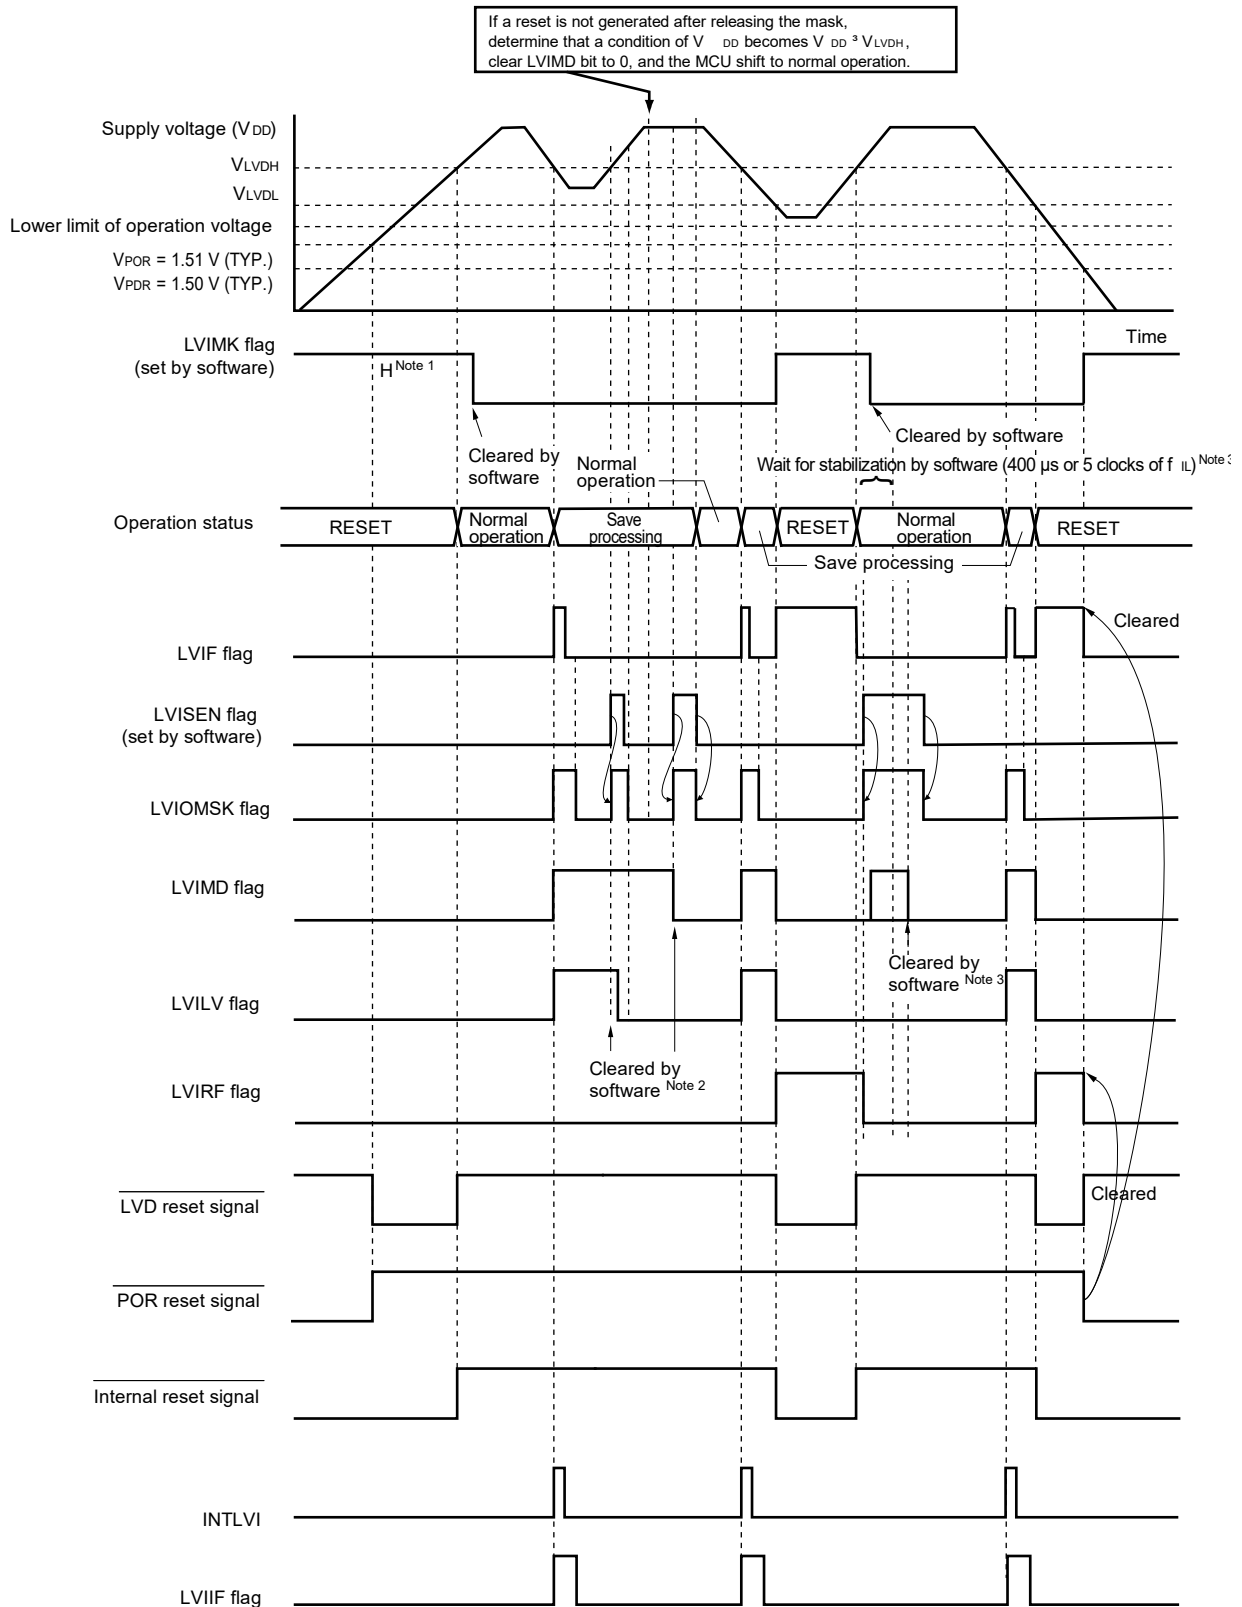 If a reset is not generated after releasing the mask,
determine that a condition of V DD becomes V DD ³ VLVDH,
clear LVIMD bit to 0, and the MCU shift to normal operation.
Supply voltage (VDD)
VLVDH
VLVDL
Lower limit of operation voltage
VPOR = 1.51 V (TYP.)
VPDR = 1.50 V (TYP.)
Time
LVIMK flag
(set by software)
H Note 1
Cleared by
software
Cleared by software
Normal
operation
Wait for stabilization by software (400 µs or 5 clocks of f IL) Note 3
Operation status
RESET
Normal
operation
Save
processing
RESET
Normal
operation
RESET
Save processing
LVIF flag
Cleared
LVISEN flag
(set by software)
LVIOMSK flag
LVIMD flag
Cleared by
software Note 3
LVILV flag
Cleared by
software Note 2
LVIRF flag
LVD reset signal
Cleared
POR reset signal
Internal reset signal
INTLVI
LVIIF flag